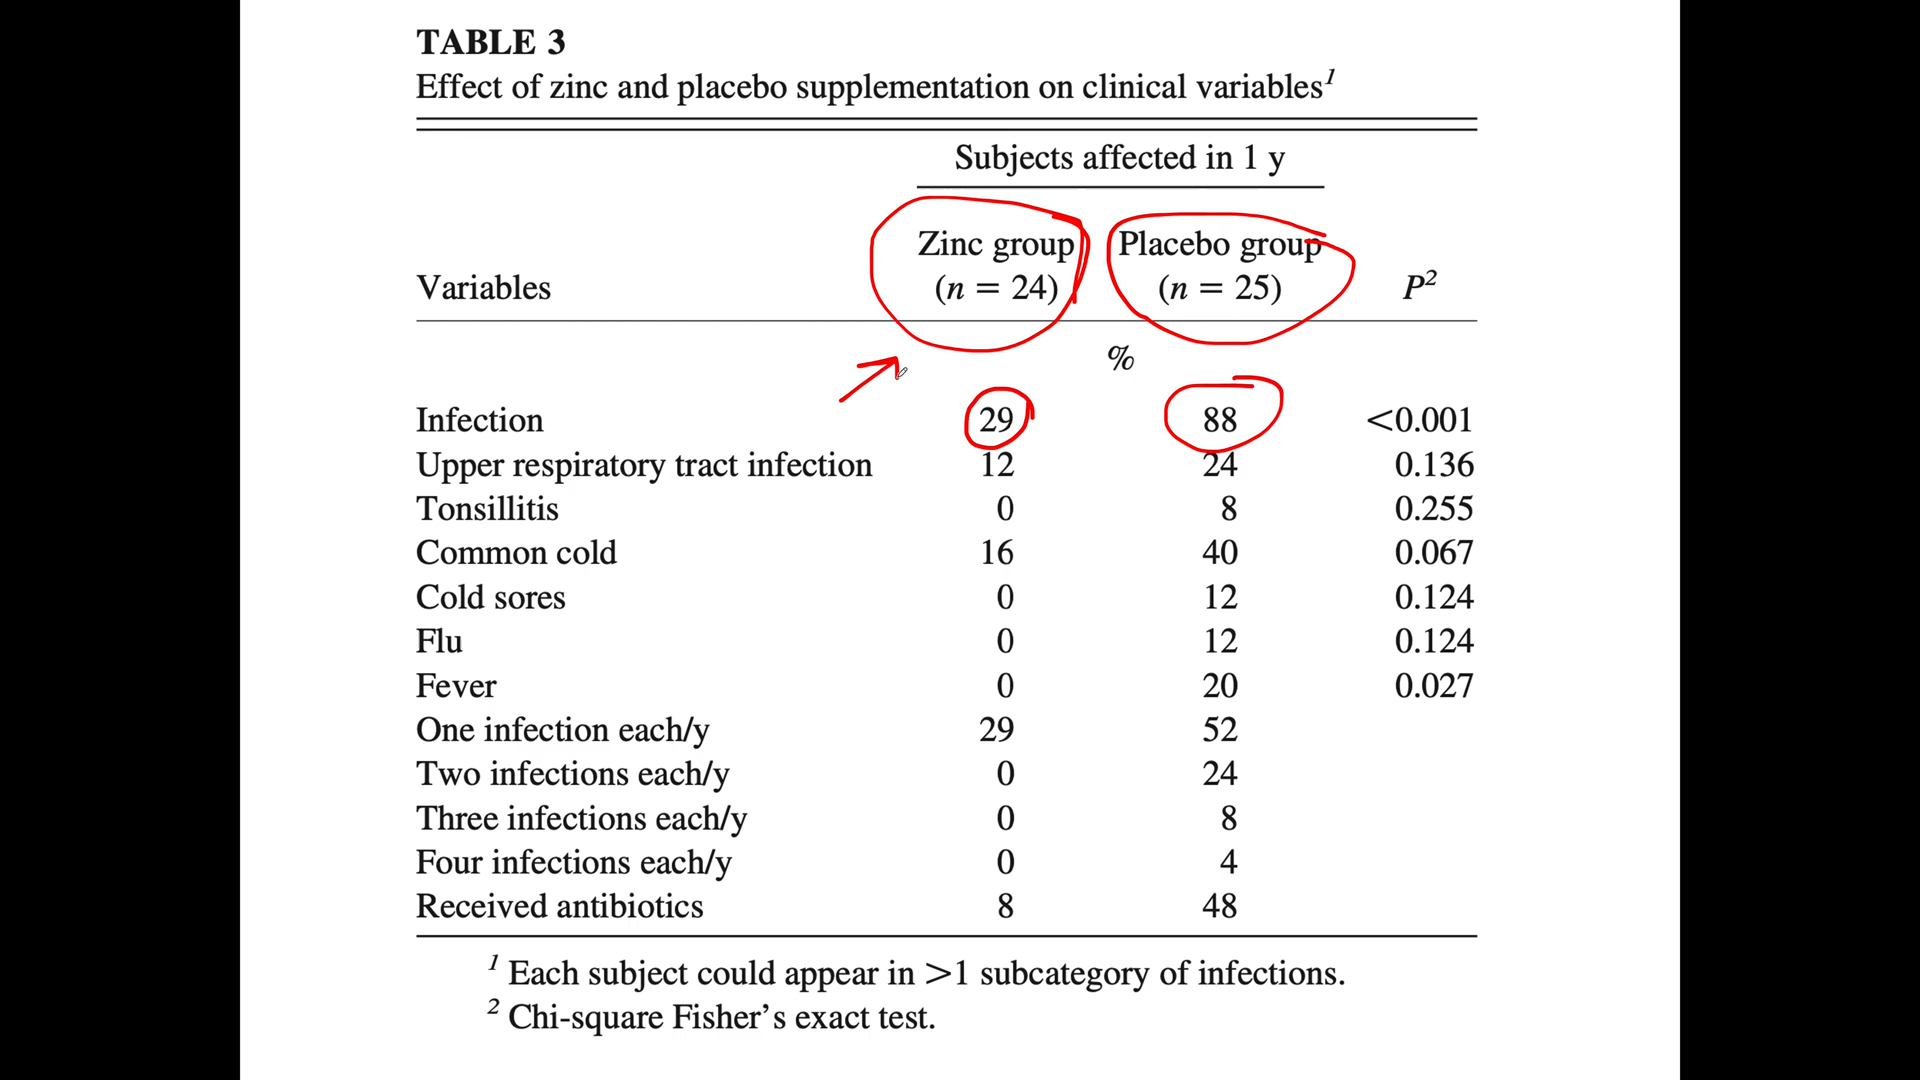 TABLE 3
Effect of zinc and placebo supplementation on clinical variables¹
Subjects affected in 1 y
Zinc group Placebo group
Variables (n = 24) (n = 25) P²
%
Infection 29 88 <0.001
Upper respiratory tract infection 12 24 0.136
Tonsillitis 0 8 0.255
Common cold 16 40 0.067
Cold sores 0 12 0.124
Flu 0 12 0.124
Fever 0 20 0.027
One infection each/y 29 52
Two infections each/y 0 24
Three infections each/y 0 8
Four infections each/y 0 4
Received antibiotics 8 48
¹ Each subject could appear in >1 subcategory of infections.
² Chi-square Fisher’s exact test.